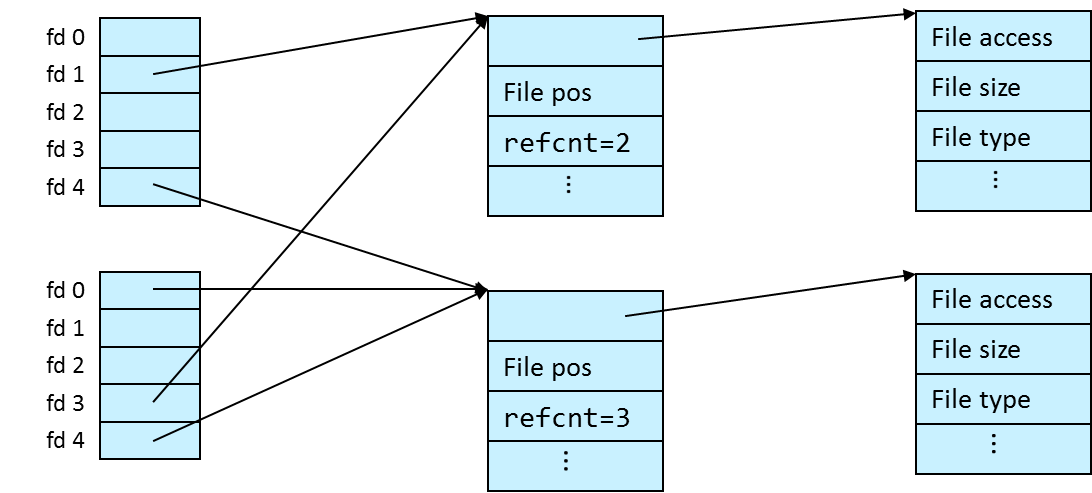 fd 0
fd 1
fd 2
fd 3
fd 4
File pos
refcnt=2
⋮
File access
File size
File type
⋮
fd 0
fd 1
fd 2
fd 3
fd 4
File pos
refcnt=3
⋮
File access
File size
File type
⋮